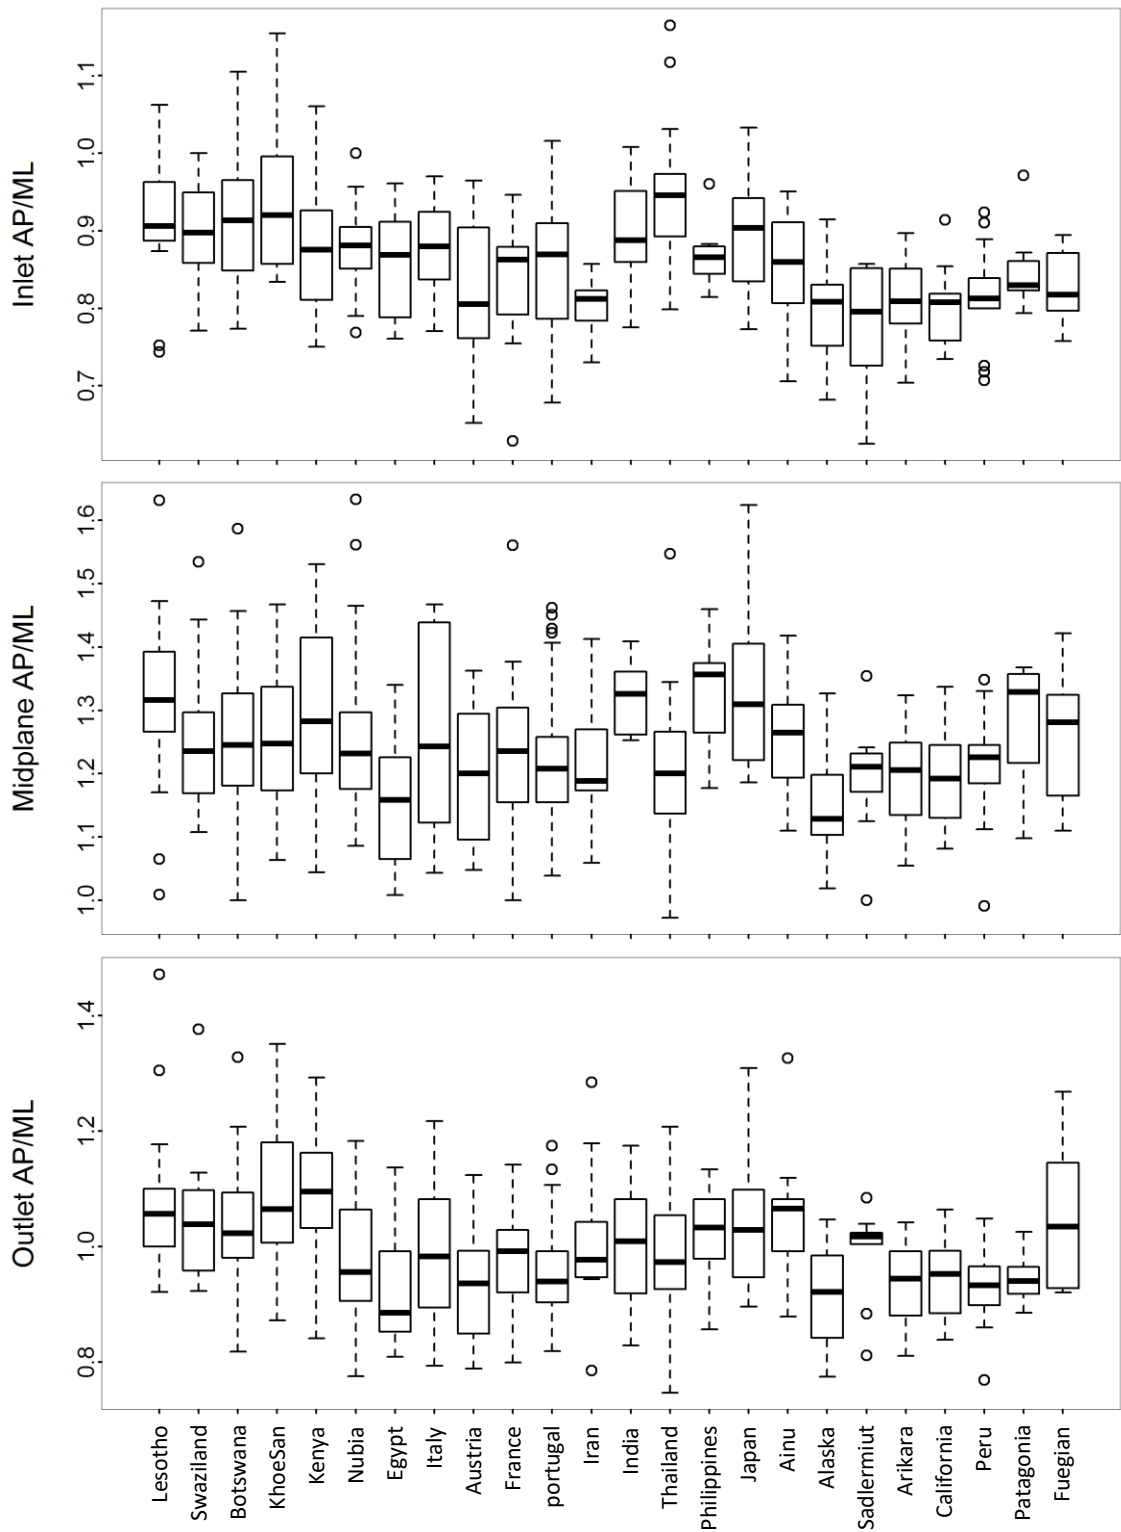 Inlet AP/ML
1.1
1.0
0.9
0.8
0.7
Midplane AP/ML
1.6
1.5
1.4
1.3
1.2
1.1
1.0
Outlet AP/ML
1.4
1.2
1.0
0.8
Lesotho
Swaziland
Botswana
KhoeSan
Kenya
Nubia
Egypt
Italy
Austria
France
portugal
Iran
India
Thailand
Philippines
Japan
Ainu
Alaska
Sadlermiut
Arikara
California
Peru
Patagonia
Fuegian